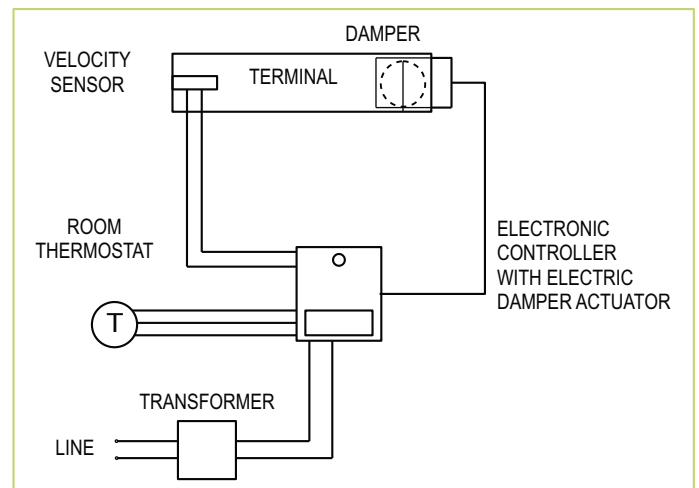 DAMPER
VELOCITY
SENSOR
TERMINAL
ROOM
THERMOSTAT
ELECTRONIC
CONTROLLER
WITH ELECTRIC
DAMPER ACTUATOR
T
TRANSFORMER
LINE